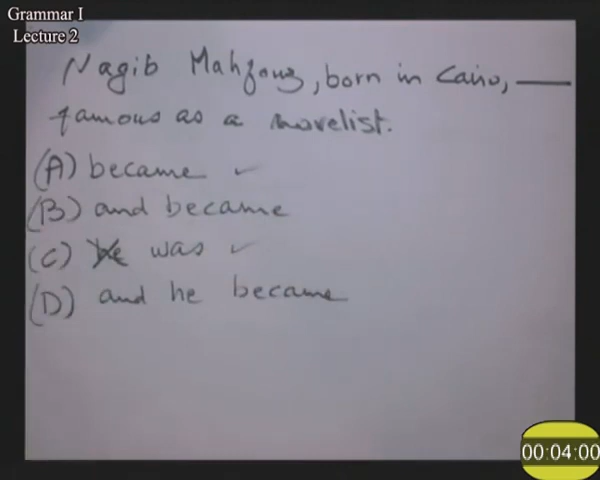 Grammar I
Lecture 2
Nagib Mahfouz, born in Cairo, ___
famous as a novelist.
(A) became ✓
(B) and became
(C) was ✓
(D) and he became
00:04:00